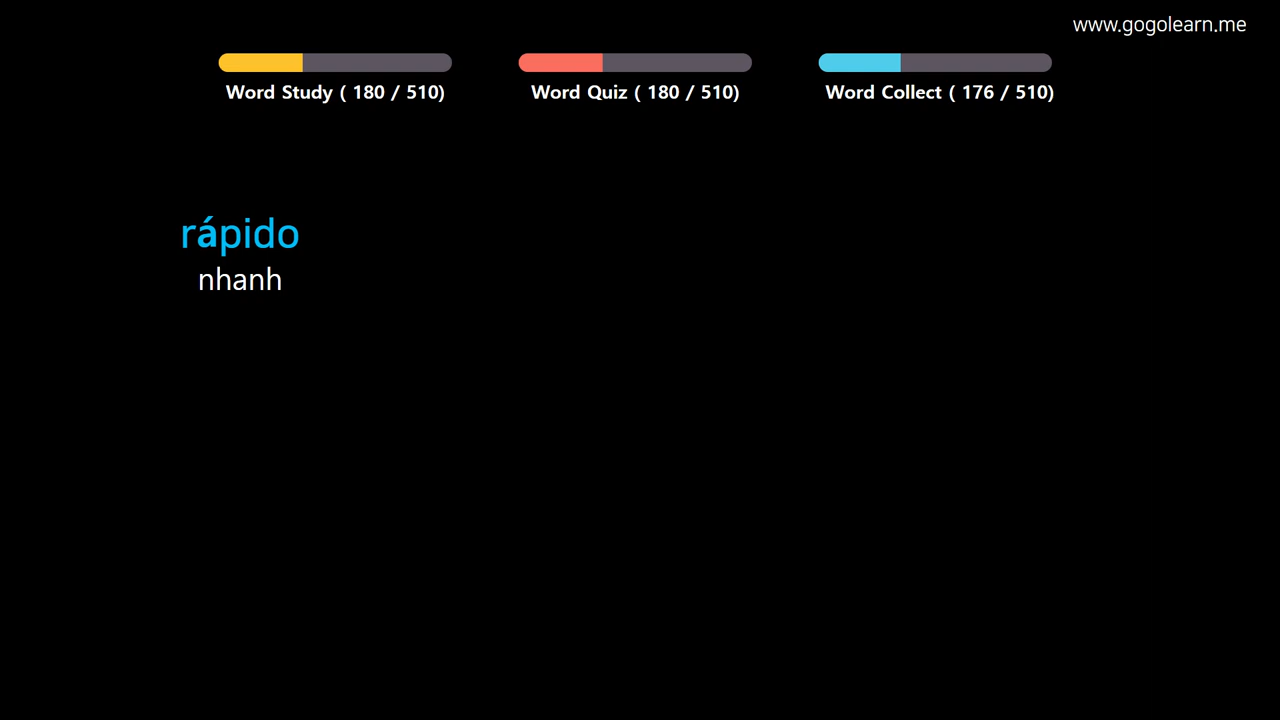 www.gogolearn.me
Word Study ( 180 / 510)
Word Quiz ( 180 / 510)
Word Collect ( 176 / 510)
rápido
nhanh